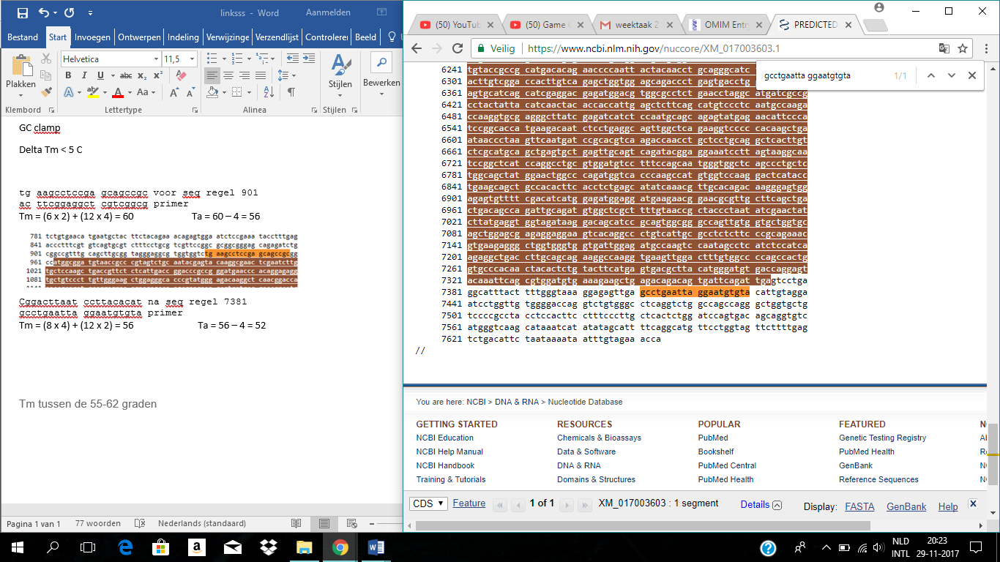 linksss - Word
Aanmelden
Bestand Start Invoegen Ontwerpen Indeling Verwijzinge Verzendlijst Controleren Beeld
Plakken
Helvetica 11,5
Stijlen
Bewerken
Klembord Lettertype Alinea Stijlen
GC clamp
Delta Tm < 5 C
tg aagcctccga gcagccgc voor seq regel 901
ac ttcggaggct cgtcggcg primer
Tm = (6 x 2) + (12 x 4) = 60 Ta = 60 – 4 = 56
781 tctgtgaaca tgaatgctac ttctacagaa acagagtgga atctccgaaa tacctttgag
841 accctttcgt gtcagtgcgt cttttcctgc tcgttccggc gcggcgggag cagagatctg
901 cggccgtttg cagcttgcgg tagggaggcg tggtggtctg aagcctccga gcagccgcgg
961 ccatggcgga tgtaaccgcc cgtagtctgc aatacgagta caaggcgaac tcgaatcttg
1021 tgctccaagc tgaccgttct ctcattgacc ggacccgccg ggatgaaccc acaggagagg
1081 tgctgtccct tgttgggaag ctggagggca cccgtatggg agacaaggct caacggacca
Cggacttaat ccttacacat na seq regel 7381
gcctgaatta ggaatgtgta primer
Tm = (8 x 4) + (12 x 2) = 56 Ta = 56 – 4 = 52
Tm tussen de 55-62 graden
Pagina 1 van 1 77 woorden Nederlands (standaard)
(50) YouTub (50) Game weektaak 2 OMIM Entr PREDICTED
Veilig https://www.ncbi.nlm.nih.gov/nuccore/XM_017003603.1
gcctgaatta ggaatgtgta 1/1
6241 tgtaccgccg catgacacag aacccccaatt actacaacct gcagggcatc
6301 acttgtcgga ccacttgtca gagctggtgg agcagaccct gagtgacctg
6361 agtgcatcag catcgaggac gagatggacg tggcgcctct gaacctaggc atgatcgccg
6421 cctactatta catcaactac accaccattg agctcttcag catgtccctc aatgccaaga
6481 ccaaggtgcg agggcttatc gagatcatct ccaatgcagc agagtatgag aacattccca
6541 tccggcacca tgaagacaat ctcctgaggc agttggctca gaaggtcccc cacaagctga
6601 ataaccctaa gttcaatgat ccgcacgtca agaccaacct gctcctgcag gctcacttgt
6661 ctcgcatgca gctgagtgct gagttgcagt cagatacgga ggaaatcctt agtaaggcaa
6721 tccggctcat ccaggcctgc gtggatgtcc tttccagcaa tgggtggctc agccctgctc
6781 tggcagctat ggaactggcc cagatggtca cccaagccat gtggtccaag gactcatacc
6841 tgaagcagct gccacacttc acctctgagc atatcaaacg ttgcacagac aagggagtgg
6901 agagtgtttt cgacatcatg gagatggagg atgaagaacg gaacgcgttg cttcagctga
6961 ctgacagcca gattgcagat gtggctcgct tttgtaaccg ctaccctaat atcgaactat
7021 cttatgaggt ggtagataag gacagcatcc gcagtggcgg gccagttgtg gtgctggtgc
7081 agctggagcg agaggaggaa gtcacaggcc ctgtcattgc gcctctcttc ccgcagaaac
7141 gtgaagaggg ctggtgggtg gtgattggag atgccaagtc caatagcctc atctccatca
7201 agaggctgac cttgcagcag aaggccaagg tgaagttgga ctttgtggcc ccagccactg
7261 gtgcccacaa ctacactctg tacttcatga gtgacgctta catgggatgt gaccaggagt
7321 acaaattcag cgtggatgtg aaagaagctg agacagacag tgattcagat tgagtcctga
7381 ggcatttact ttgggtaaa ggagagttga gcctgaatta ggaatgtgta cattgtagga
7441 atcctggttg tggggaccag gtctgtgggc ctcaggtctg gccagccagg gctggtgctg
7501 tccccgccta cctccacttc cctttcccttg ctcactctgg atccagtgac agcaggtgtc
7561 atgggtcaag cataaatcat atatagcatt ttcaggcatg ttcctggtag ttcttttgag
7621 tctgacattc taataaaata atttgtagaa acca
//
You are here: NCBI > DNA & RNA > Nucleotide Database
GETTING STARTED RESOURCES POPULAR FEATURED
NCBI Education Chemicals & Bioassays PubMed Genetic Testing Registry
NCBI Help Manual Data & Software Bookshelf PubMed Health
NCBI Handbook DNA & RNA PubMed Central GenBank
Training & Tutorials Domains & Structures PubMed Health Reference Sequences
CDS Feature 1 of 1 XM_017003603 : 1 segment Details Display: FASTA GenBank Help
NLD 20:23
INTL 29-11-2017